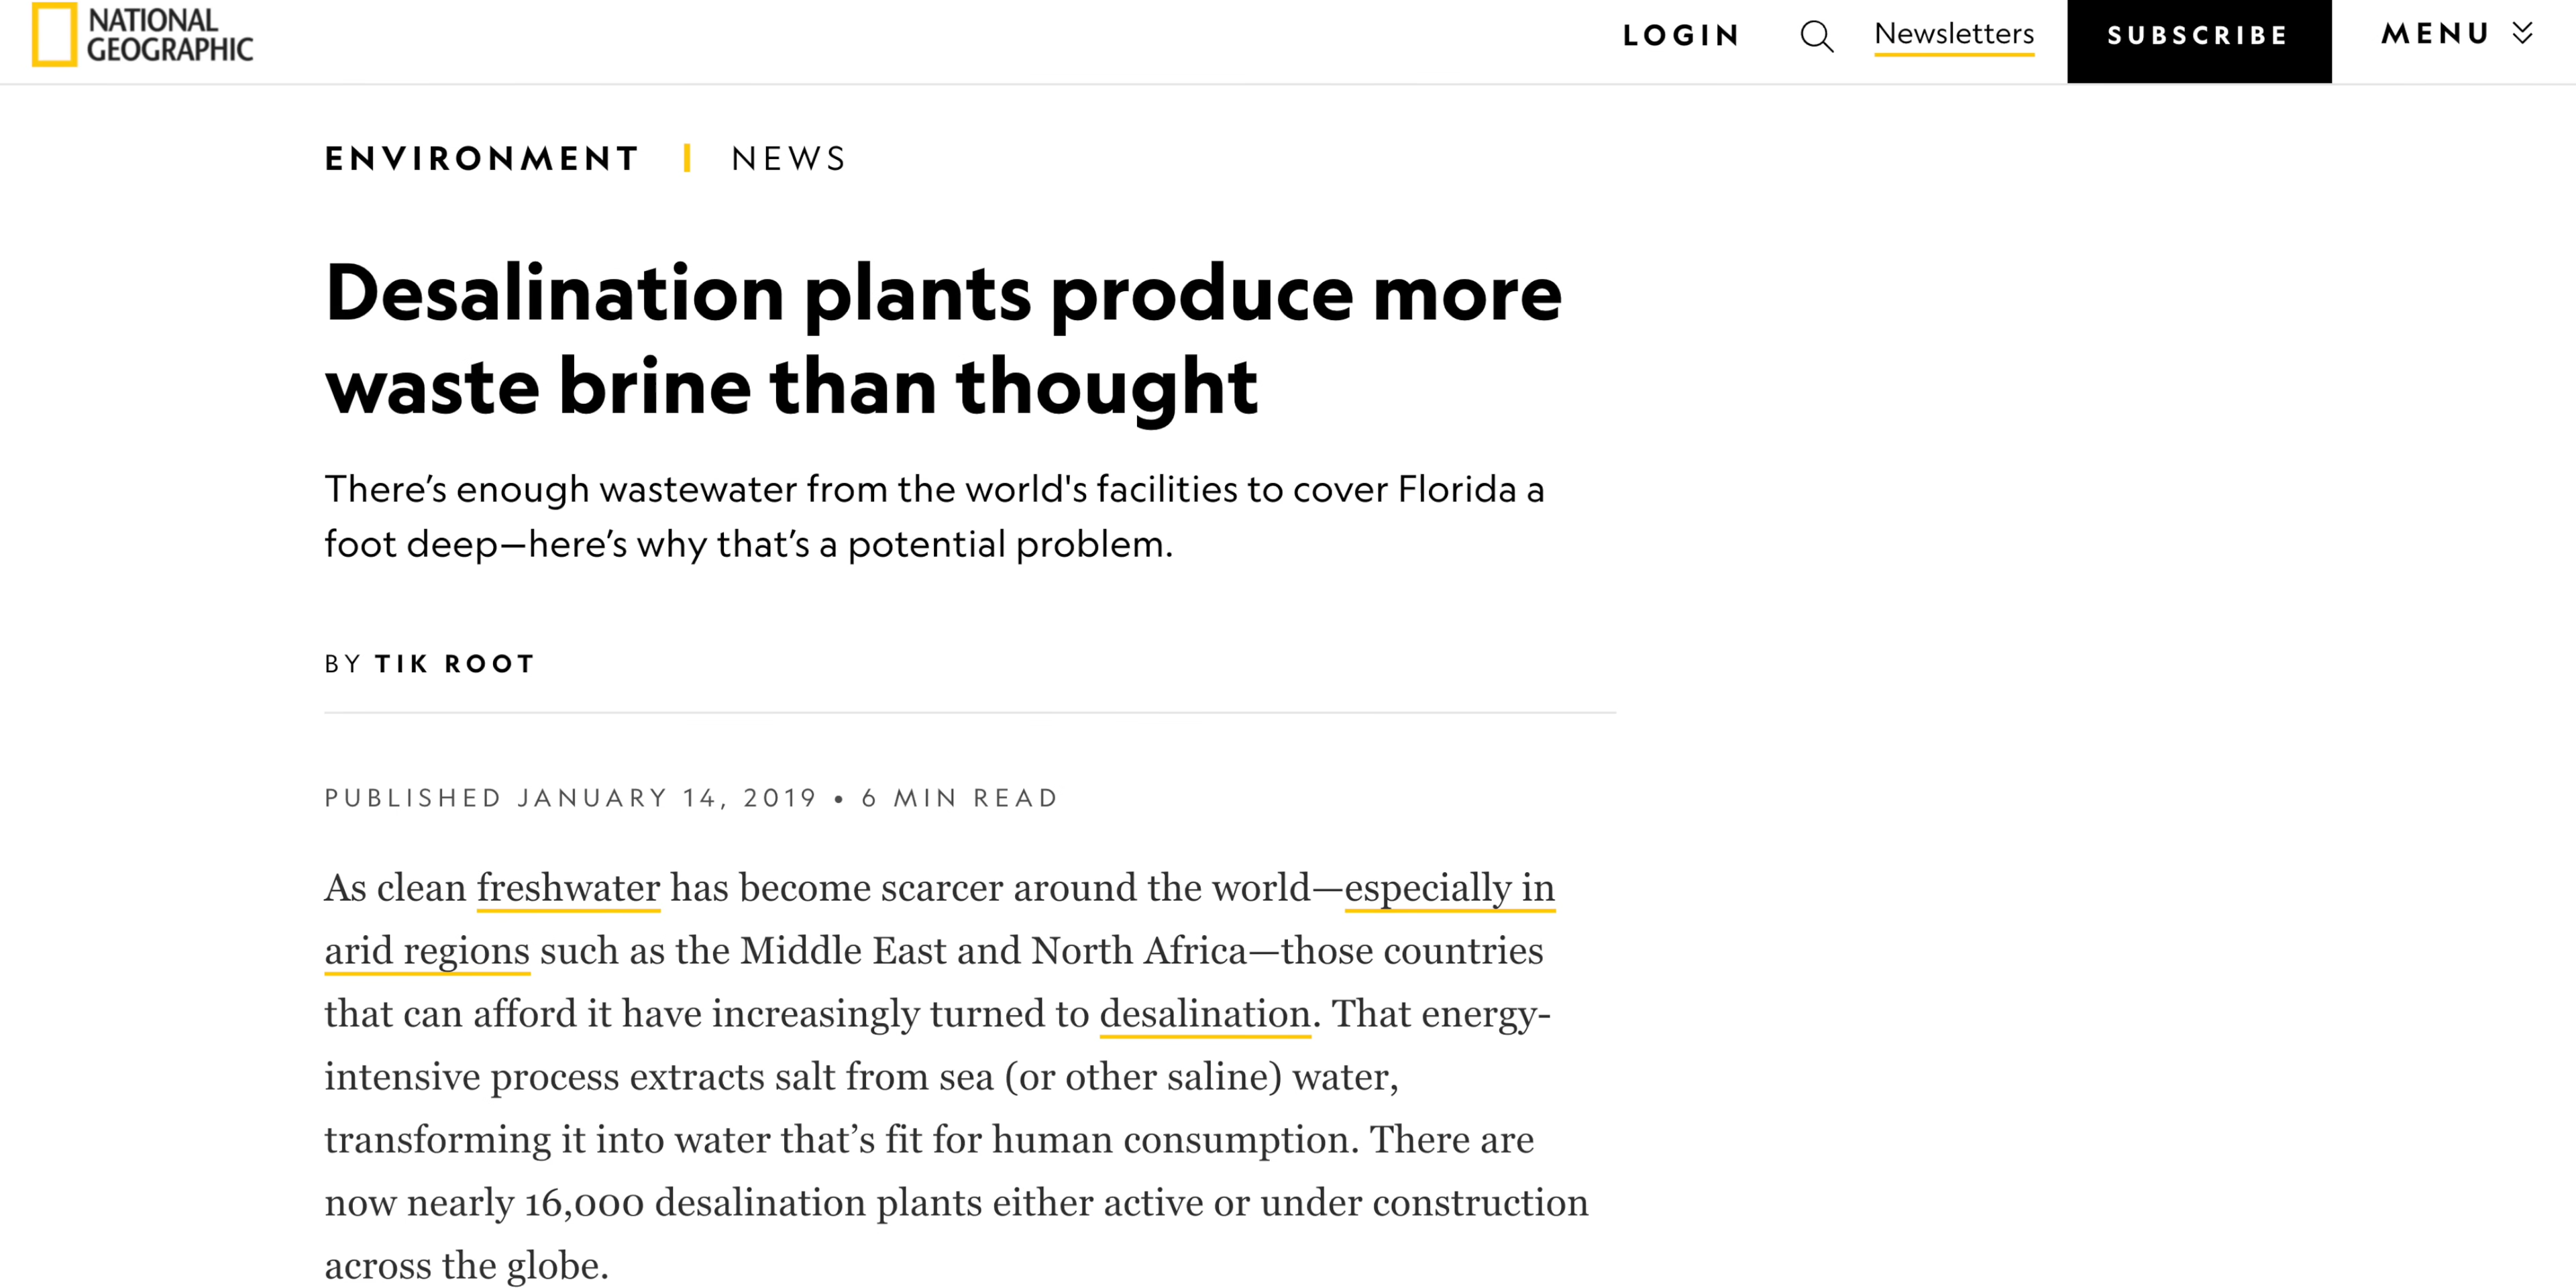 NATIONAL
GEOGRAPHIC
LOGIN
Newsletters
SUBSCRIBE
MENU
ENVIRONMENT | NEWS
Desalination plants produce more
waste brine than thought
There’s enough wastewater from the world's facilities to cover Florida a
foot deep—here’s why that’s a potential problem.
BY TIK ROOT
PUBLISHED JANUARY 14, 2019 • 6 MIN READ
As clean freshwater has become scarcer around the world—especially in
arid regions such as the Middle East and North Africa—those countries
that can afford it have increasingly turned to desalination. That energy-
intensive process extracts salt from sea (or other saline) water,
transforming it into water that’s fit for human consumption. There are
now nearly 16,000 desalination plants either active or under construction
across the globe.